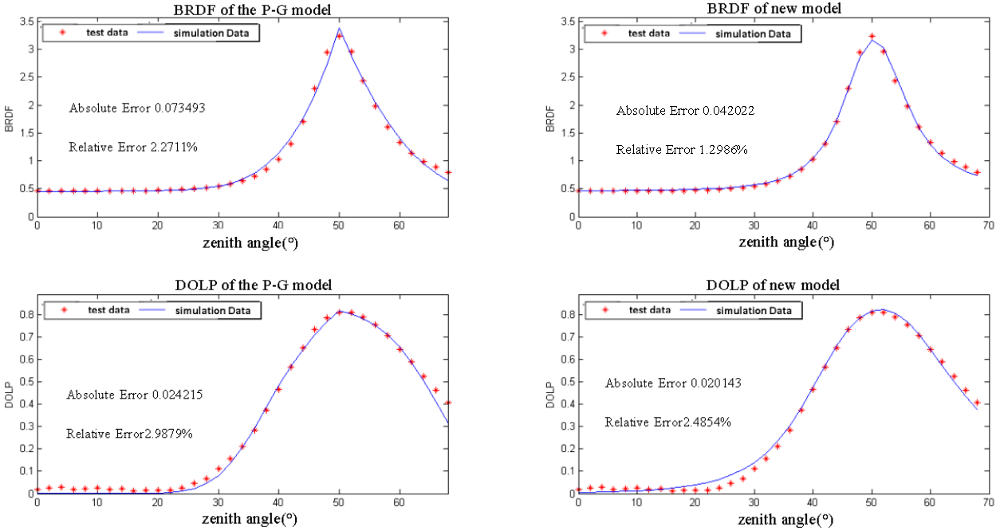 BRDF of the P-G model
test data
simulation Data
Absolute Error 0.073493
Relative Error 2.2711%
BRDF
3.5
3
2.5
2
1.5
1
0.5
0
0 10 20 30 40 50 60
zenith angle(°)
BRDF of new model
test data
simulation Data
Absolute Error 0.042022
Relative Error 1.2986%
BRDF
3.5
3
2.5
2
1.5
1
0.5
0
0 10 20 30 40 50 60 70
zenith angle(°)
DOLP of the P-G model
test data
simulation Data
Absolute Error 0.024215
Relative Error2.9879%
DOLP
0.8
0.7
0.6
0.5
0.4
0.3
0.2
0.1
0
0 10 20 30 40 50 60
zenith angle(°)
DOLP of new model
test data
simulation Data
Absolute Error 0.020143
Relative Error2.4854%
DOLP
0.8
0.7
0.6
0.5
0.4
0.3
0.2
0.1
0
0 10 20 30 40 50 60 70
zenith angle(°)